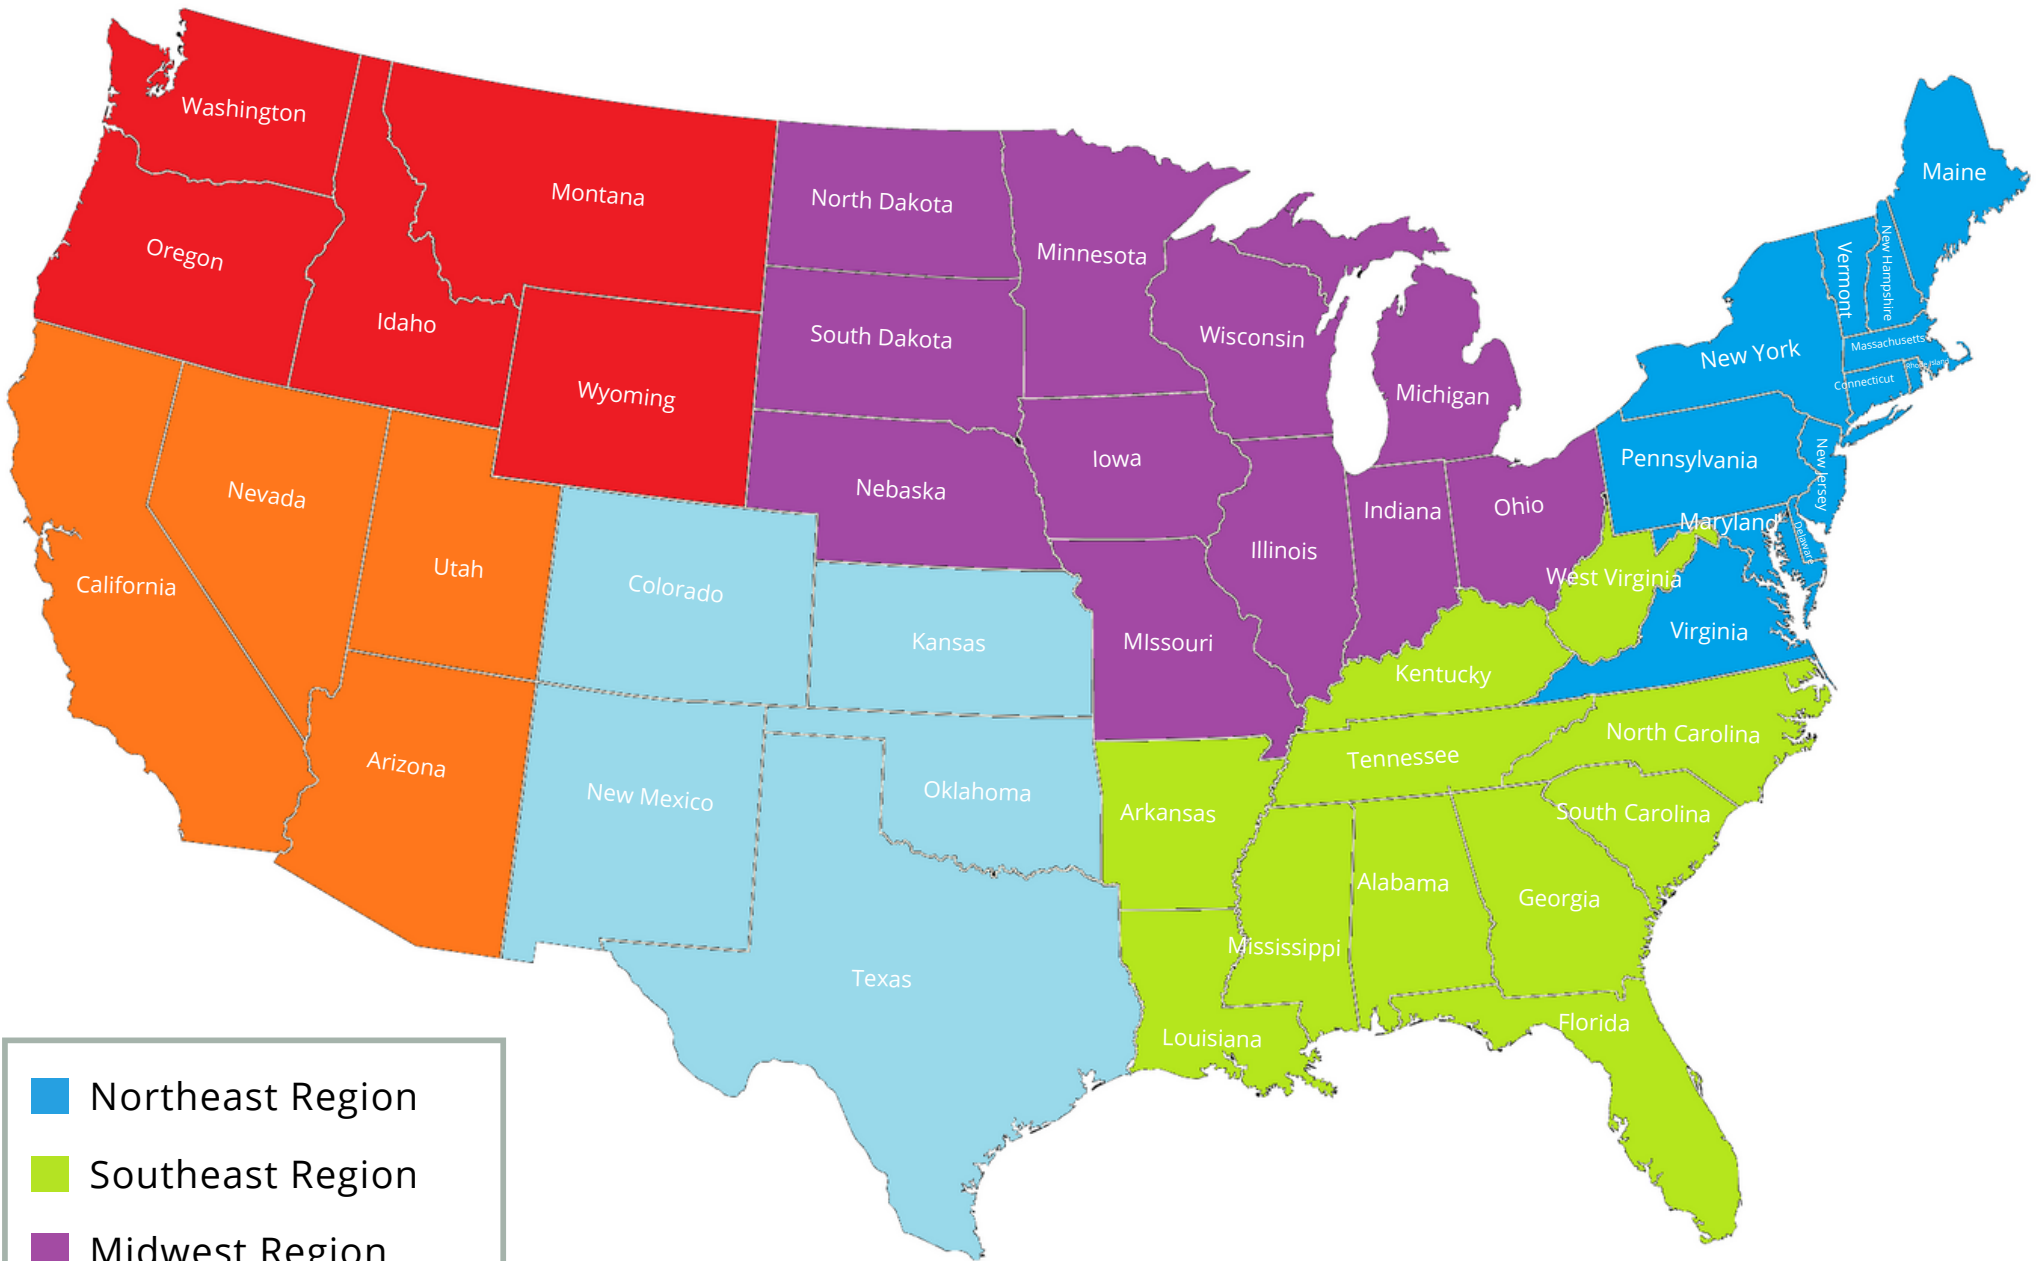 Washington
Montana
North Dakota
Minnesota
Maine
Oregon
Idaho
Wyoming
South Dakota
Wisconsin
Michigan
Vermont
New Hampshire
New York
Massachusetts
Rhode Island
Connecticut
Nevada
Nebaska
Iowa
Illinois
Indiana
Ohio
Pennsylvania
New Jersey
Maryland
Delaware
California
Utah
Colorado
Kansas
MIssouri
Kentucky
West Virginia
Virginia
Arizona
New Mexico
Oklahoma
Arkansas
Tennessee
North Carolina
South Carolina
Texas
Louisiana
Mississippi
Alabama
Georgia
Florida
Northeast Region
Southeast Region
Midwest Region